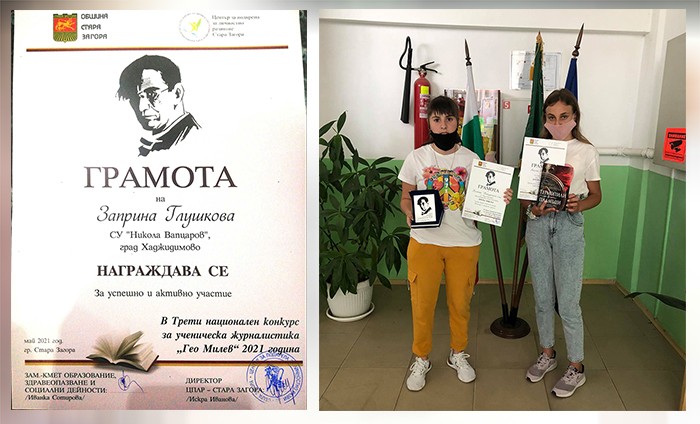 ОБЩИНА
СТАРА
ЗАГОРА
Център за подкрепа
за личностно
развитие
Стара Загора
ГРАМОТА
на
Заприна Глушкова
СУ "Никола Вапцаров",
град Хаджидимово
НАГРАЖДАВА СЕ
За успешно и активно участие
В Трети национален конкурс
за ученическа журналистика
„Гео Милев“ 2021 година
май 2021 год.
гр. Стара Загора
ЗАМ.-КМЕТ ОБРАЗОВАНИЕ,
ЗДРАВЕОПАЗВАНЕ И
СОЦИАЛНИ ДЕЙНОСТИ:
/Иванка Сотирова/
ДИРЕКТОР
ЦПЛР – СТАРА ЗАГОРА:
/Искра Иванова/
ГРАМОТА
ГРАМОТА